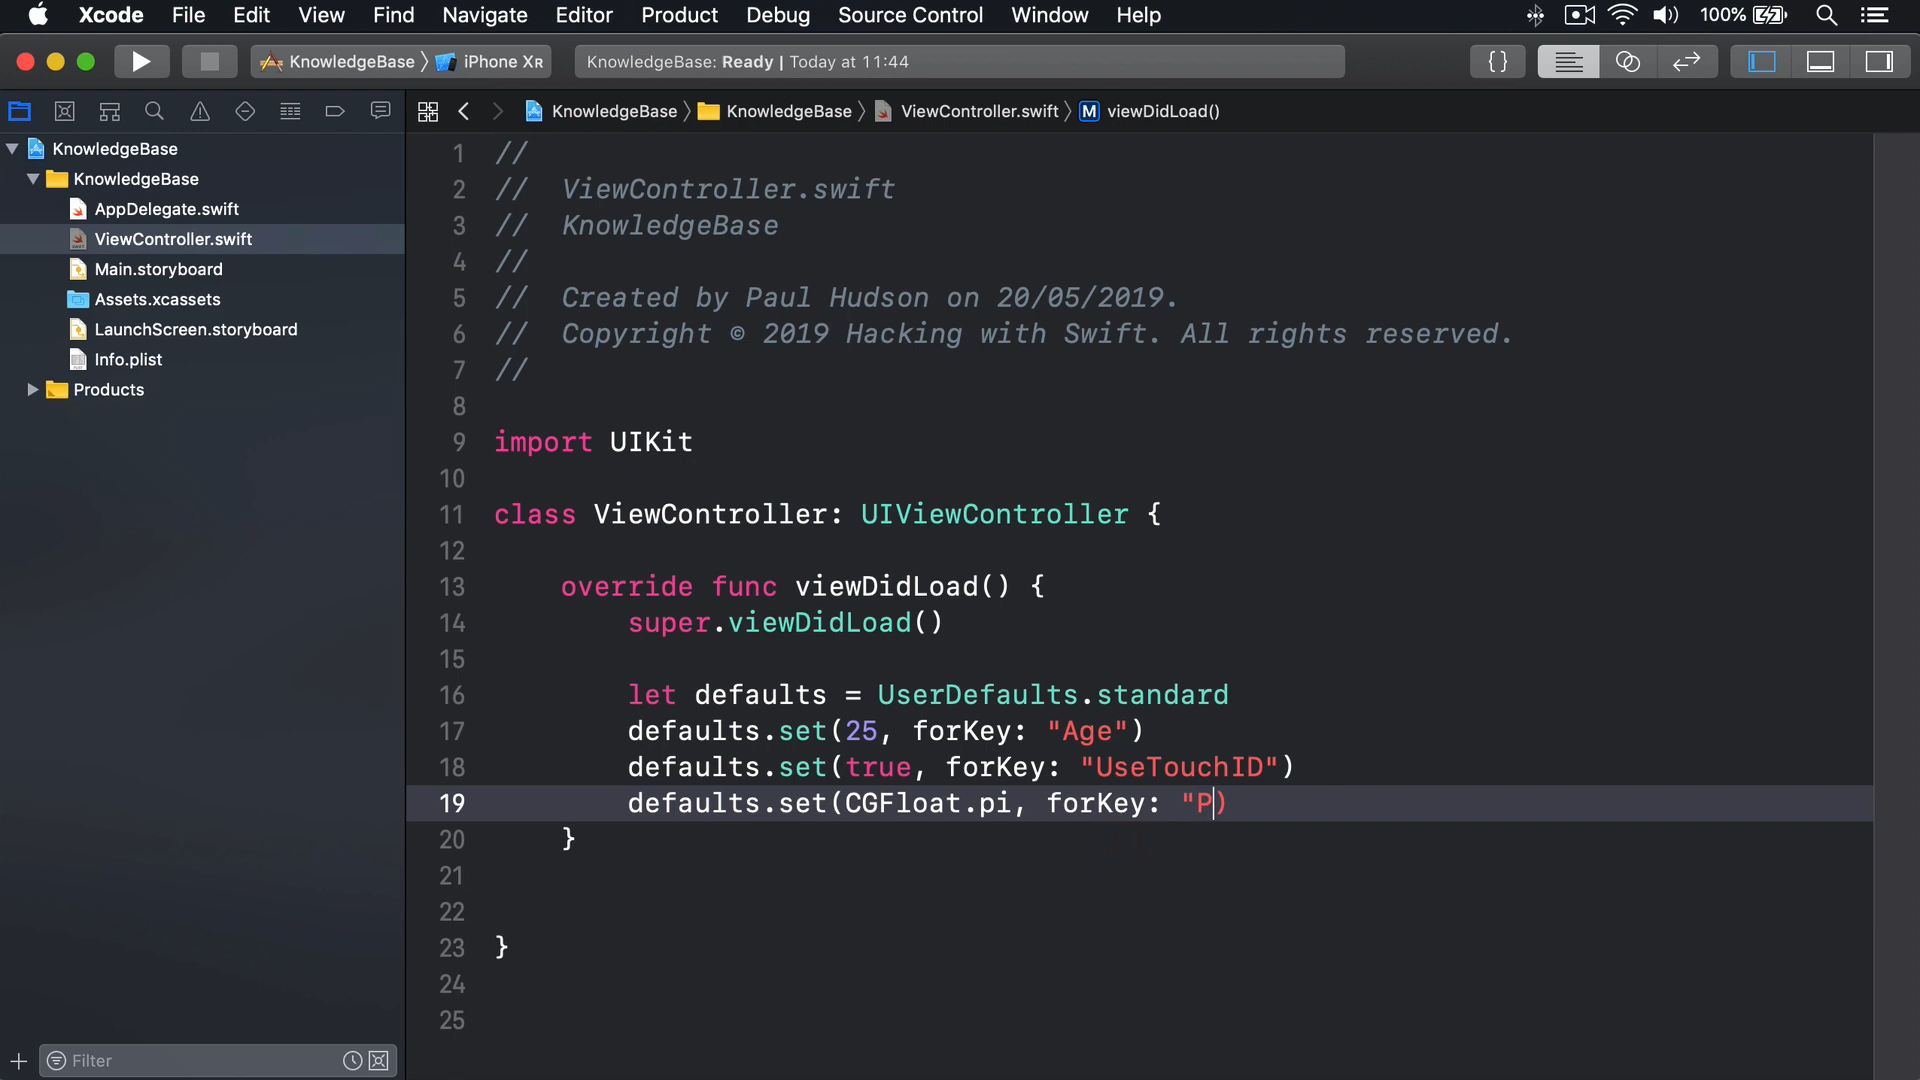 Xcode File Edit View Find Navigate Editor Product Debug Source Control Window Help 100%
KnowledgeBase iPhone XR KnowledgeBase: Ready | Today at 11:44 {}
KnowledgeBase KnowledgeBase ViewController.swift M viewDidLoad()
KnowledgeBase
KnowledgeBase
AppDelegate.swift
ViewController.swift
Main.storyboard
Assets.xcassets
LaunchScreen.storyboard
Info.plist
Products
Filter
1 //
2 // ViewController.swift
3 // KnowledgeBase
4 //
5 // Created by Paul Hudson on 20/05/2019.
6 // Copyright © 2019 Hacking with Swift. All rights reserved.
7 //
8
9 import UIKit
10
11 class ViewController: UIViewController {
12
13 override func viewDidLoad() {
14 super.viewDidLoad()
15
16 let defaults = UserDefaults.standard
17 defaults.set(25, forKey: "Age")
18 defaults.set(true, forKey: "UseTouchID")
19 defaults.set(CGFloat.pi, forKey: "P)
20 }
21
22
23 }
24
25